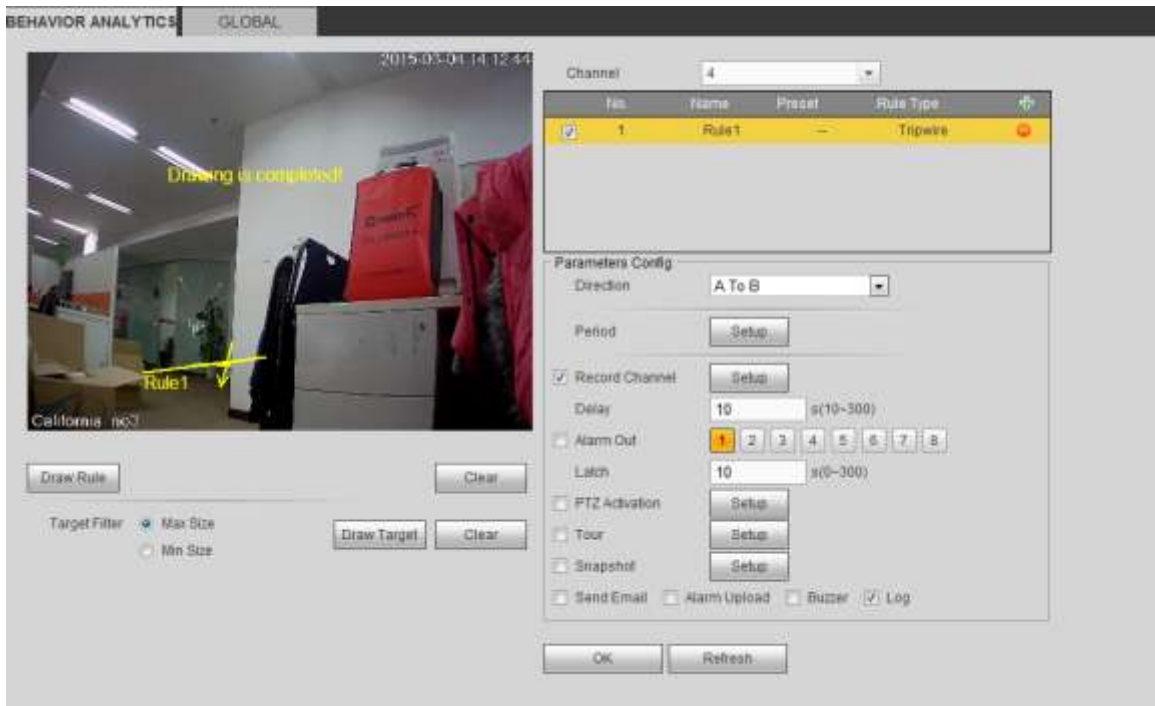 BEHAVIOR ANALYTICS GLOBAL
2015-03-04 14:12:44
Drawing is completed!
Rule1
California no3
Draw Rule Clear
Target Filter Max Size
Min Size
Draw Target Clear
Channel 4
No. Name Preset Rule Type
1 Rule1 -- Tripwire
Parameters Config
Direction A To B
Period Setup
Record Channel Setup
Delay 10 s(10~300)
Alarm Out 1 2 3 4 5 6 7 8
Latch 10 s(0~300)
PTZ Activation Setup
Tour Setup
Snapshot Setup
Send Email Alarm Upload Buzzer Log
OK Refresh